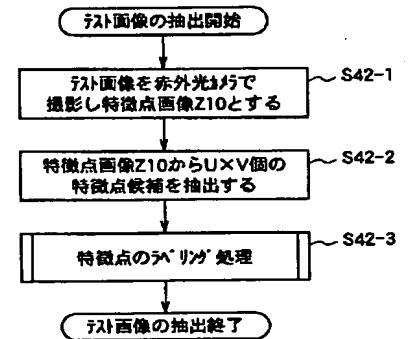 ﾃｽﾄ画像の抽出開始
ﾃｽﾄ画像を赤外光ｶﾒﾗで
撮影し特徴点画像Z10とする
S42-1
特徴点画像Z10からU×V個の
特徴点候補を抽出する
S42-2
特徴点のﾗﾍﾞﾘﾝｸﾞ処理
S42-3
ﾃｽﾄ画像の抽出終了